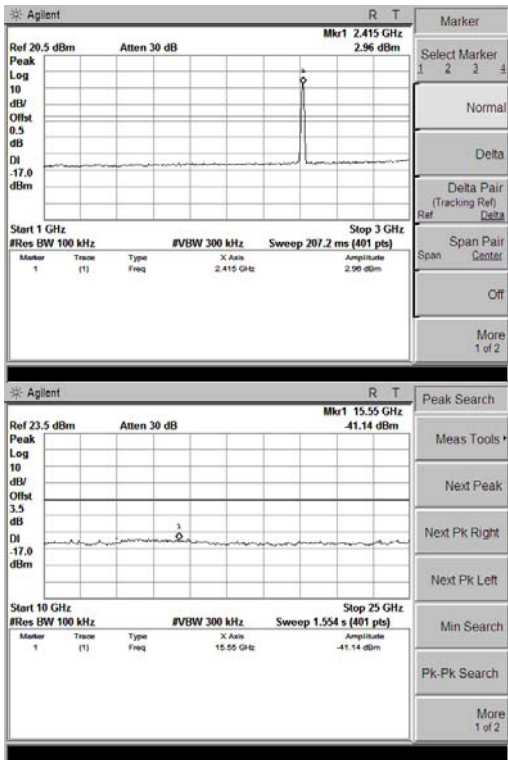 Agilent R T
Mkr1 2.415 GHz
Ref 20.5 dBm Atten 30 dB 2.96 dBm
Peak
Log
10
dB/
Offst
0.5
dB
DI
-17.0
dBm
1
Start 1 GHz Stop 3 GHz
#Res BW 100 kHz #VBW 300 kHz Sweep 207.2 ms (401 pts)
Marker Trace Type X Axis Amplitude
1 (1) Freq 2.415 GHz 2.96 dBm
Marker
Select Marker
1 2 3 4
Normal
Delta
Delta Pair
(Tracking Ref)
Ref Delta
Span Pair
Span Center
Off
More
1 of 2
Agilent R T
Mkr1 15.55 GHz
Ref 23.5 dBm Atten 30 dB -41.14 dBm
Peak
Log
10
dB/
Offst
3.5
dB
DI
-17.0
dBm
1
Start 10 GHz Stop 25 GHz
#Res BW 100 kHz #VBW 300 kHz Sweep 1.554 s (401 pts)
Marker Trace Type X Axis Amplitude
1 (1) Freq 15.55 GHz -41.14 dBm
Peak Search
Meas Tools
Next Peak
Next Pk Right
Next Pk Left
Min Search
Pk-Pk Search
More
1 of 2